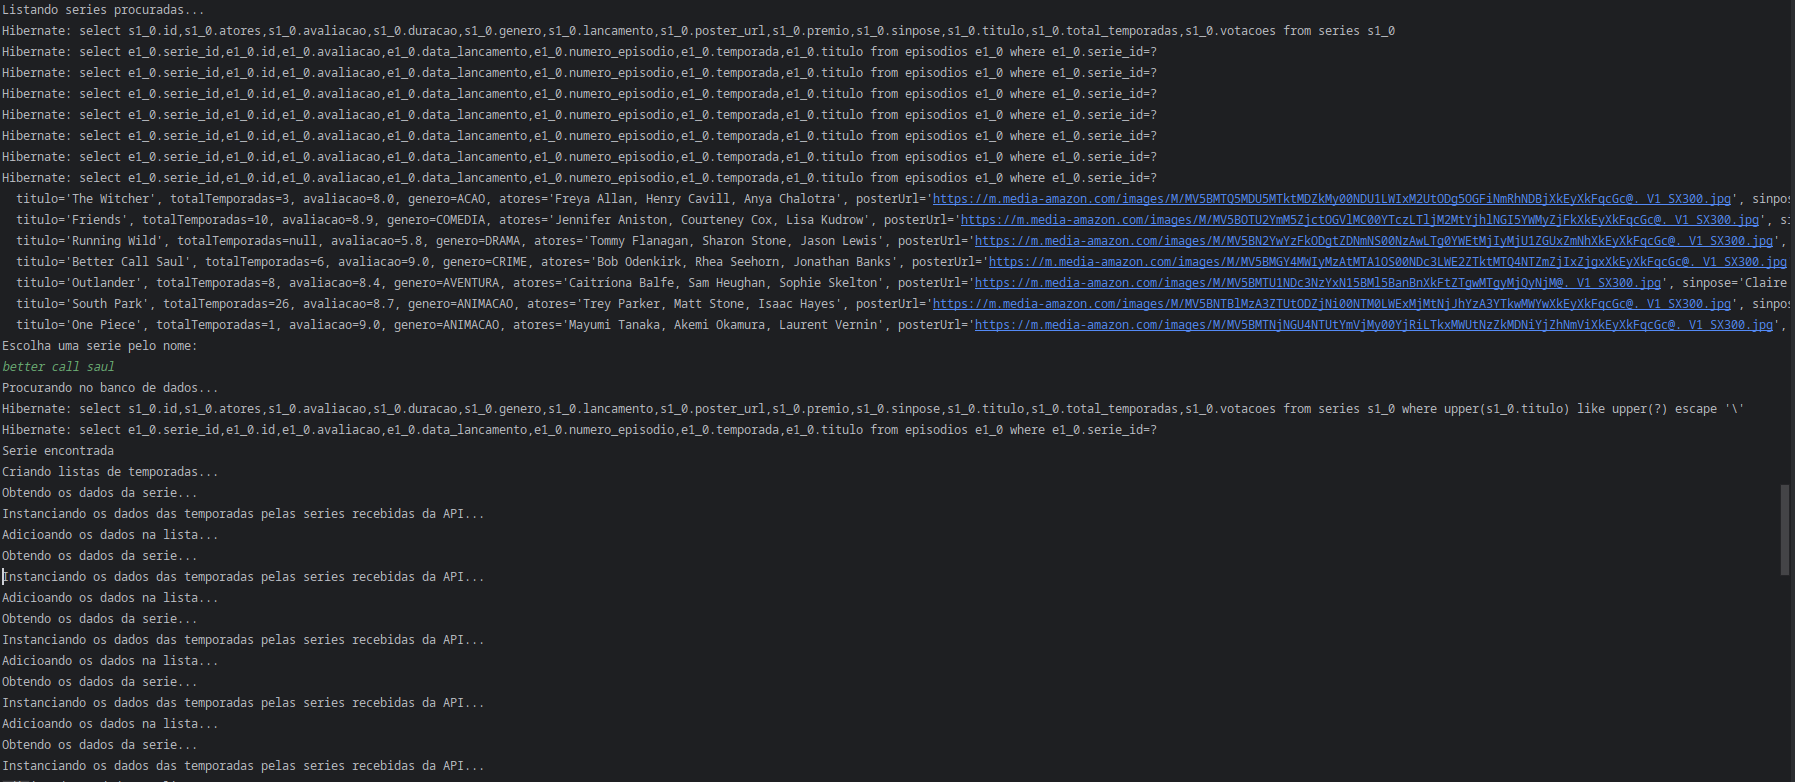 Listando series procuradas...
Hibernate: select s1_0.id,s1_0.atores,s1_0.avaliacao,s1_0.duracao,s1_0.genero,s1_0.lancamento,s1_0.poster_url,s1_0.premio,s1_0.sinpose,s1_0.titulo,s1_0.total_temporadas,s1_0.votacoes from series s1_0
Hibernate: select e1_0.serie_id,e1_0.id,e1_0.avaliacao,e1_0.data_lancamento,e1_0.numero_episodio,e1_0.temporada,e1_0.titulo from episodios e1_0 where e1_0.serie_id=?
Hibernate: select e1_0.serie_id,e1_0.id,e1_0.avaliacao,e1_0.data_lancamento,e1_0.numero_episodio,e1_0.temporada,e1_0.titulo from episodios e1_0 where e1_0.serie_id=?
Hibernate: select e1_0.serie_id,e1_0.id,e1_0.avaliacao,e1_0.data_lancamento,e1_0.numero_episodio,e1_0.temporada,e1_0.titulo from episodios e1_0 where e1_0.serie_id=?
Hibernate: select e1_0.serie_id,e1_0.id,e1_0.avaliacao,e1_0.data_lancamento,e1_0.numero_episodio,e1_0.temporada,e1_0.titulo from episodios e1_0 where e1_0.serie_id=?
Hibernate: select e1_0.serie_id,e1_0.id,e1_0.avaliacao,e1_0.data_lancamento,e1_0.numero_episodio,e1_0.temporada,e1_0.titulo from episodios e1_0 where e1_0.serie_id=?
Hibernate: select e1_0.serie_id,e1_0.id,e1_0.avaliacao,e1_0.data_lancamento,e1_0.numero_episodio,e1_0.temporada,e1_0.titulo from episodios e1_0 where e1_0.serie_id=?
Hibernate: select e1_0.serie_id,e1_0.id,e1_0.avaliacao,e1_0.data_lancamento,e1_0.numero_episodio,e1_0.temporada,e1_0.titulo from episodios e1_0 where e1_0.serie_id=?
titulo='The Witcher', totalTemporadas=3, avaliacao=8.0, genero=ACAO, atores='Freya Allan, Henry Cavill, Anya Chalotra', posterUrl='https://m.media-amazon.com/images/M/MV5BMTQ5MDU5MTktMDZkMy00NDU1LWIxM2UtODg5OGFiNmRhNDBjXkEyXkFqcGc@._V1_SX300.jpg', sinpos
titulo='Friends', totalTemporadas=10, avaliacao=8.9, genero=COMEDIA, atores='Jennifer Aniston, Courteney Cox, Lisa Kudrow', posterUrl='https://m.media-amazon.com/images/M/MV5BOTU2YmM5ZjctOGVlMC00YTczLTljM2MtYjhlNGI5YWMyZjFkXkEyXkFqcGc@._V1_SX300.jpg', si
titulo='Running Wild', totalTemporadas=null, avaliacao=5.8, genero=DRAMA, atores='Tommy Flanagan, Sharon Stone, Jason Lewis', posterUrl='https://m.media-amazon.com/images/M/MV5BN2YwYzFkODgtZDNmNS00NzAwLTg0YWEtMjIyMjU1ZGUxZmNhXkEyXkFqcGc@._V1_SX300.jpg',
titulo='Better Call Saul', totalTemporadas=6, avaliacao=9.0, genero=CRIME, atores='Bob Odenkirk, Rhea Seehorn, Jonathan Banks', posterUrl='https://m.media-amazon.com/images/M/MV5BMGY4MWIyMzAtMTA1OS00NDc3LWE2ZTktMTQ4NTZmZjIxZjgxXkEyXkFqcGc@._V1_SX300.jpg
titulo='Outlander', totalTemporadas=8, avaliacao=8.4, genero=AVENTURA, atores='Caitríona Balfe, Sam Heughan, Sophie Skelton', posterUrl='https://m.media-amazon.com/images/M/MV5BMTU1NDc3NzYxN15BMl5BanBnXkFtZTgwMTgyMjQyNjM@._V1_SX300.jpg', sinpose='Claire
titulo='South Park', totalTemporadas=26, avaliacao=8.7, genero=ANIMACAO, atores='Trey Parker, Matt Stone, Isaac Hayes', posterUrl='https://m.media-amazon.com/images/M/MV5BNTBlMzA3ZTUtODZjNi00NTM0LWExMjMtNjJhYzA3YTkwMWYwXkEyXkFqcGc@._V1_SX300.jpg', sinpos
titulo='One Piece', totalTemporadas=1, avaliacao=9.0, genero=ANIMACAO, atores='Mayumi Tanaka, Akemi Okamura, Laurent Vernin', posterUrl='https://m.media-amazon.com/images/M/MV5BMTNjNGU4NTUtYmVjMy00YjRiLTkxMWUtNzZkMDNiYjZhNmViXkEyXkFqcGc@._V1_SX300.jpg',
Escolha uma serie pelo nome:
better call saul
Procurando no banco de dados...
Hibernate: select s1_0.id,s1_0.atores,s1_0.avaliacao,s1_0.duracao,s1_0.genero,s1_0.lancamento,s1_0.poster_url,s1_0.premio,s1_0.sinpose,s1_0.titulo,s1_0.total_temporadas,s1_0.votacoes from series s1_0 where upper(s1_0.titulo) like upper(?) escape '\'
Hibernate: select e1_0.serie_id,e1_0.id,e1_0.avaliacao,e1_0.data_lancamento,e1_0.numero_episodio,e1_0.temporada,e1_0.titulo from episodios e1_0 where e1_0.serie_id=?
Serie encontrada
Criando listas de temporadas...
Obtendo os dados da serie...
Instanciando os dados das temporadas pelas series recebidas da API...
Adicioando os dados na lista...
Obtendo os dados da serie...
Instanciando os dados das temporadas pelas series recebidas da API...
Adicioando os dados na lista...
Obtendo os dados da serie...
Instanciando os dados das temporadas pelas series recebidas da API...
Adicioando os dados na lista...
Obtendo os dados da serie...
Instanciando os dados das temporadas pelas series recebidas da API...
Adicioando os dados na lista...
Obtendo os dados da serie...
Instanciando os dados das temporadas pelas series recebidas da API...